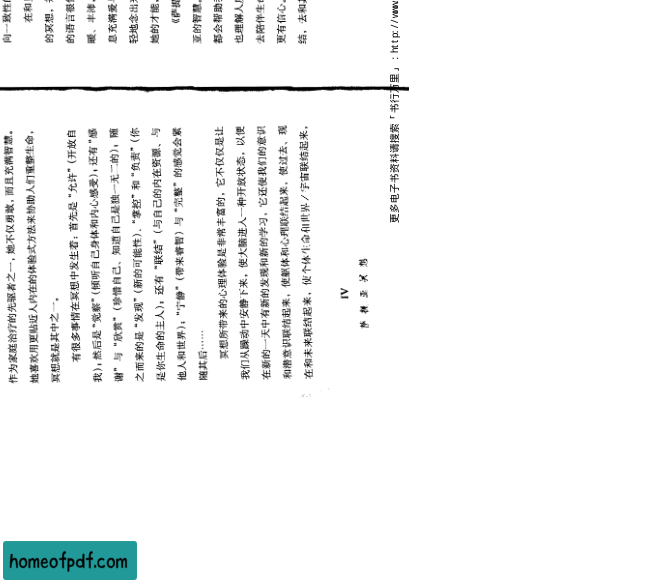 作为家庭治疗的先驱者之一，她不仅勇敢，而且充满智慧。
她喜欢用更贴近人内在的体验式方法来协助人们重整生命，
冥想就是其中之一。
有很多事情在冥想中发生着：首先是“允许”（开放自
我）；然后是“觉察”（倾听自己身体和内心感受）；还有“感
谢”与“欣赏”（珍惜自己、知道自己是独一无二的）；随
之而来的是“发现”（新的可能性）、“掌控”和“负责”（你
是你生命的主人）；还有“联结”（与自己的内在资源、与
他人和世界）；“宁静”（带来睿智）与“完整”的感觉会紧
随其后……
冥想所带来的心理体验是非常丰富的，它不仅仅是让
我们从躁动中安静下来，使大脑进入一种开放状态，以便
在新的一天中有新的发现和新的学习，它还使我们的意识
和潜意识联结起来，使躯体和心理联结起来，使过去、现
在和未来联结起来，使个体生命和世界/宇宙联结起来，
IV
萨提亚冥想
向一致性
在和
的冥想，
的语言很
暖、丰沛，
息充满爱
轻地念出
她的才能，
《萨提
亚的智慧，
都会帮助
也理解人
去陪伴生
更有信心，
结，去和
更多电子书资料请搜索「书行万里」：http://www
homeofpdf.com